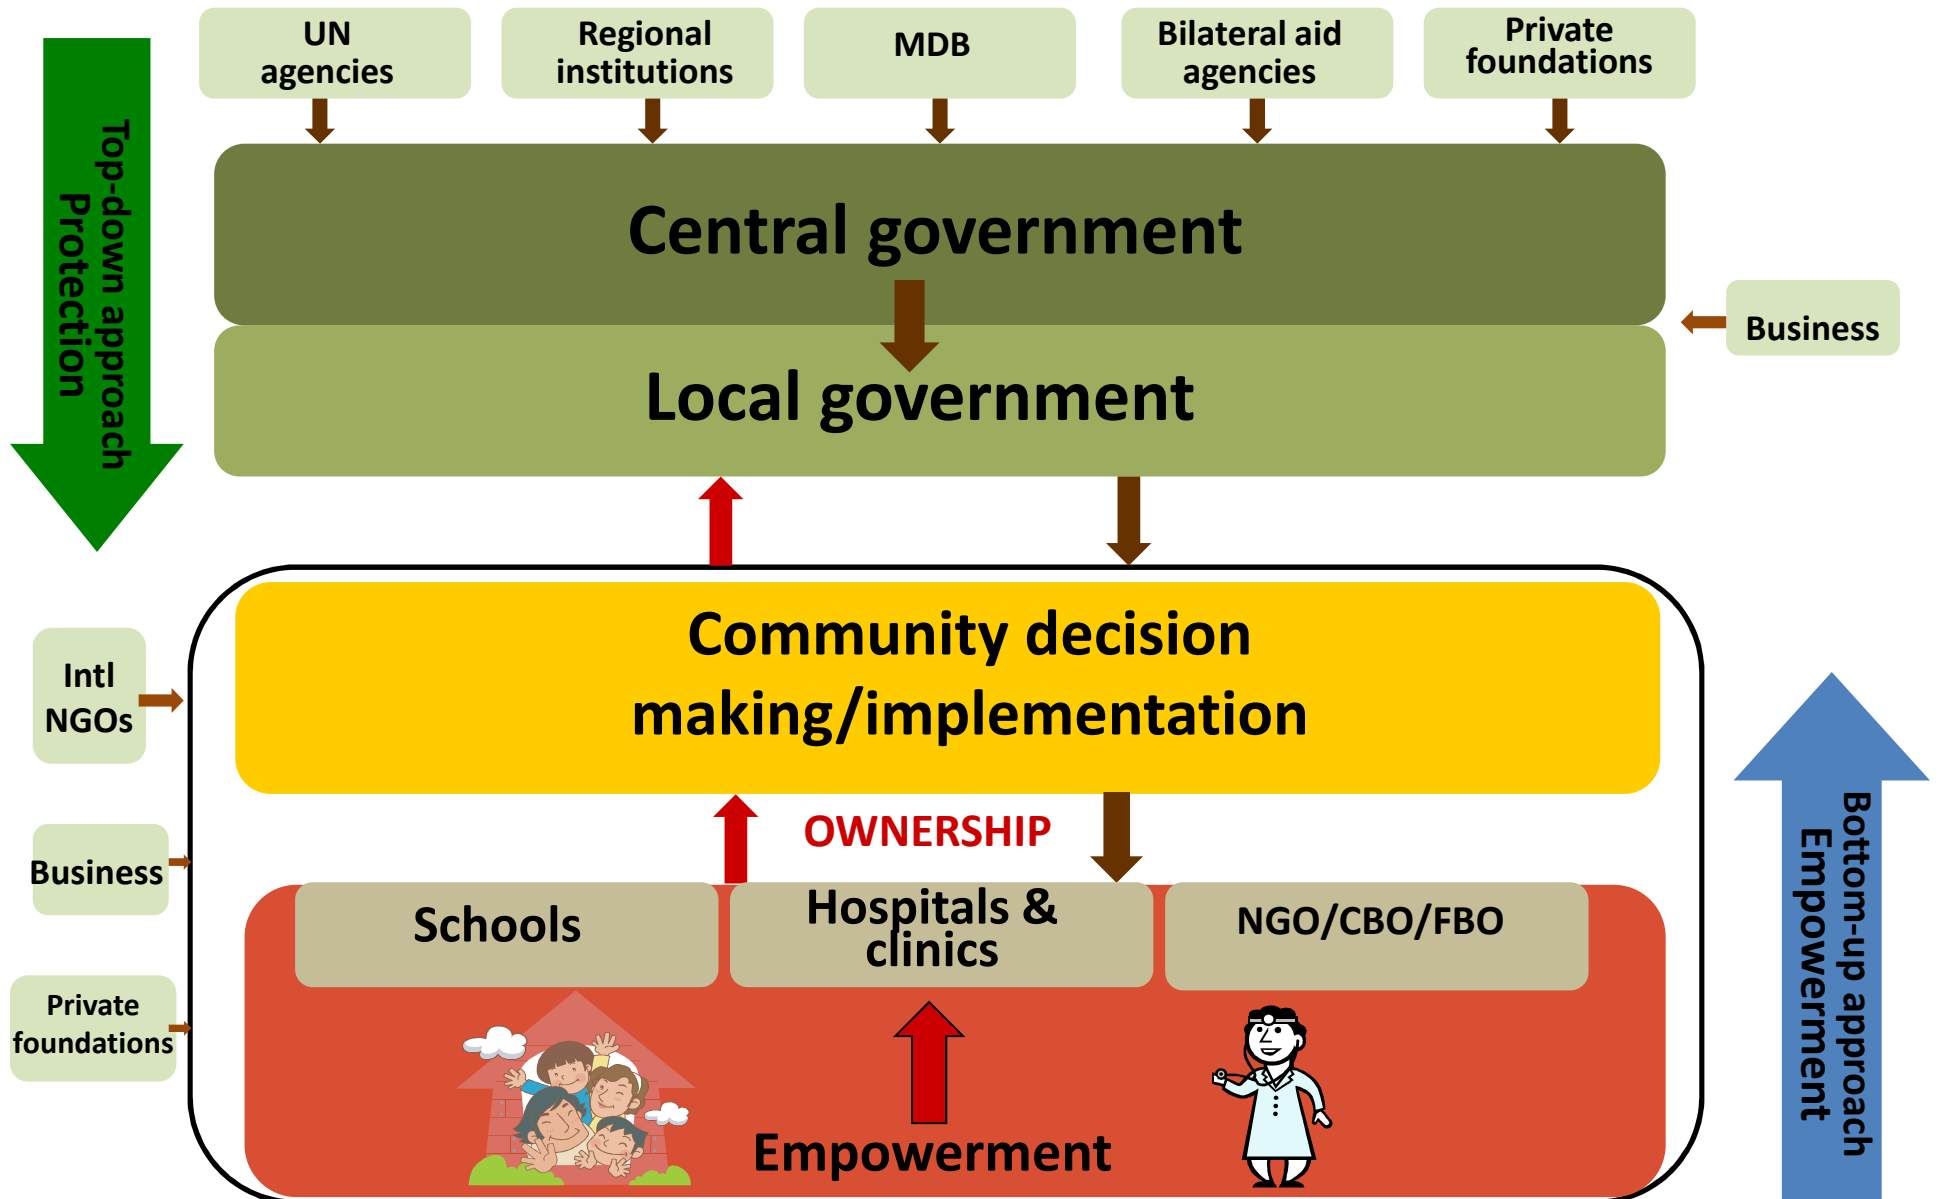 UN
agencies
Regional
institutions
MDB
Bilateral aid
agencies
Private
foundations
Top-down approach
Protection
Central government
Business
Local government
Community decision
making/implementation
Intl
NGOs
OWNERSHIP
Business
Schools
Hospitals &
clinics
NGO/CBO/FBO
Private
foundations
Empowerment
Bottom-up approach
Empowerment